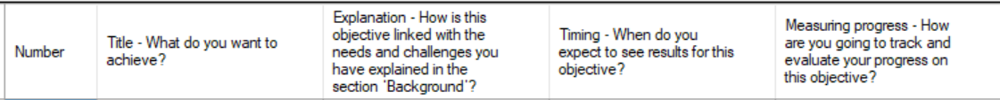 Number
Title - What do you want to
achieve?
Explanation - How is this
objective linked with the
needs and challenges you
have explained in the
section 'Background'?
Timing - When do you
expect to see results for this
objective?
Measuring progress - How
are you going to track and
evaluate your progress on
this objective?